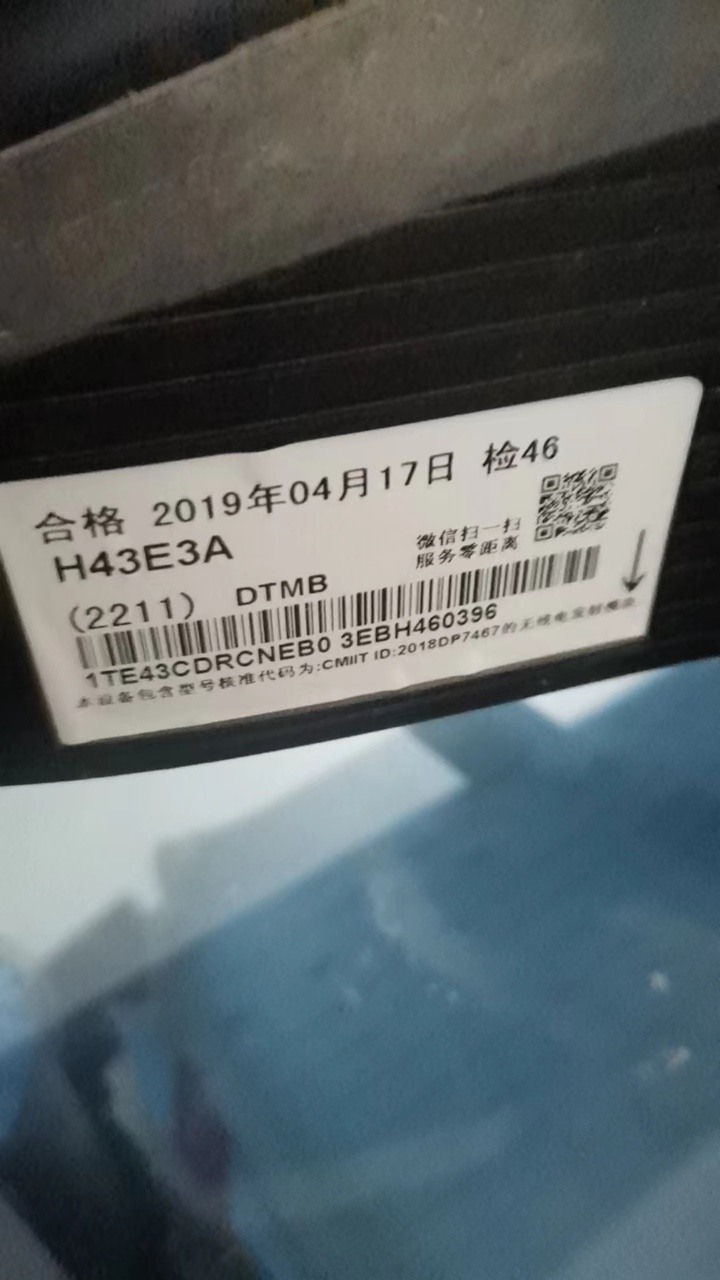 合格 2019年04月17日 检46
H43E3A
微信扫一扫
服务零距离
(2211) DTMB
1TE43CDRCNEB0 3EBH460396
本设备包含型号核准代码为:CMIIT ID:2018DP7467的无线电发射模块